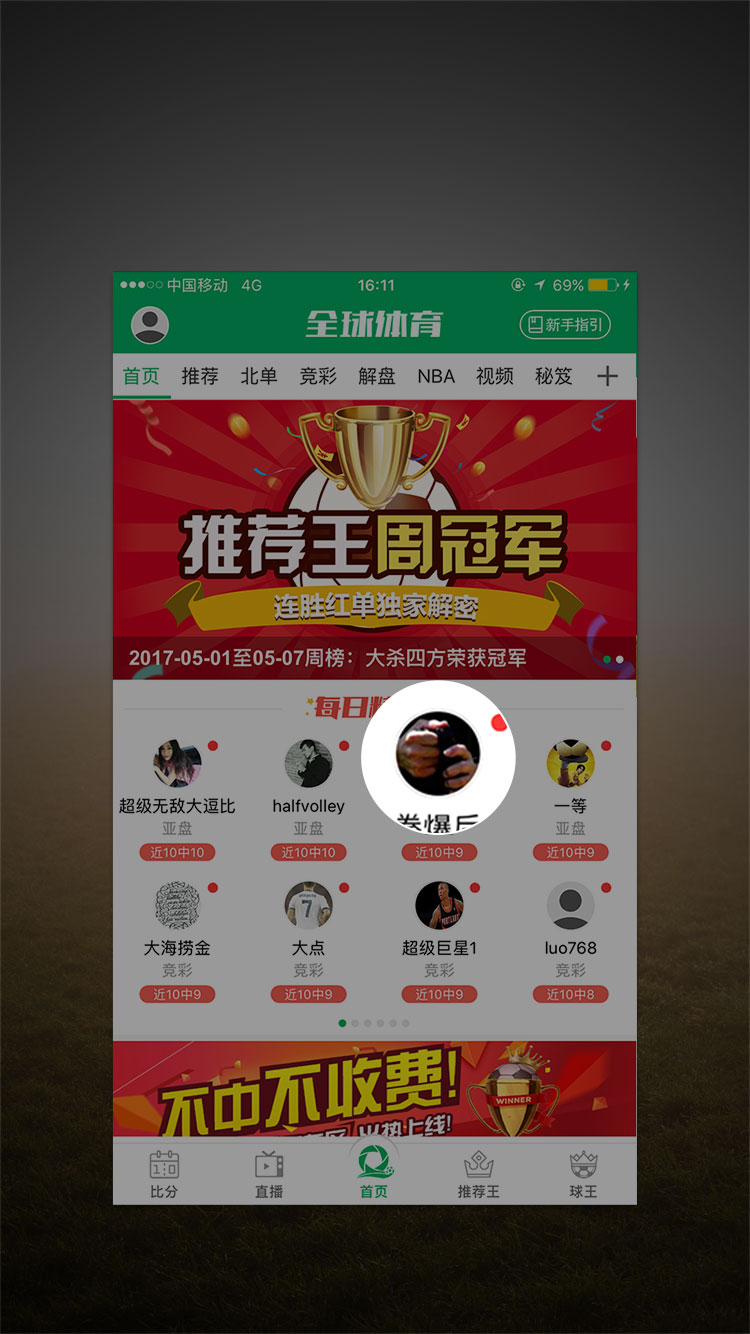 中国移动 4G 16:11 69%
全球体育 新手指引
首页 推荐 北单 竞彩 解盘 NBA 视频 秘笈
推荐王周冠军
连胜红单独家解密
2017-05-01至05-07周榜：大杀四方荣获冠军
每日
超级无敌大逗比 halfvolley 拳爆 一等
亚盘 亚盘 亚盘
近10中10 近10中10 近10中9 近10中9
7
大海捞金 大点 超级巨星1 luo768
竞彩 竞彩 竞彩 竞彩
近10中9 近10中9 近10中9 近10中8
不中不收费!
WINNER
火热上线!
1 0
比分 直播 首页 推荐王 球王